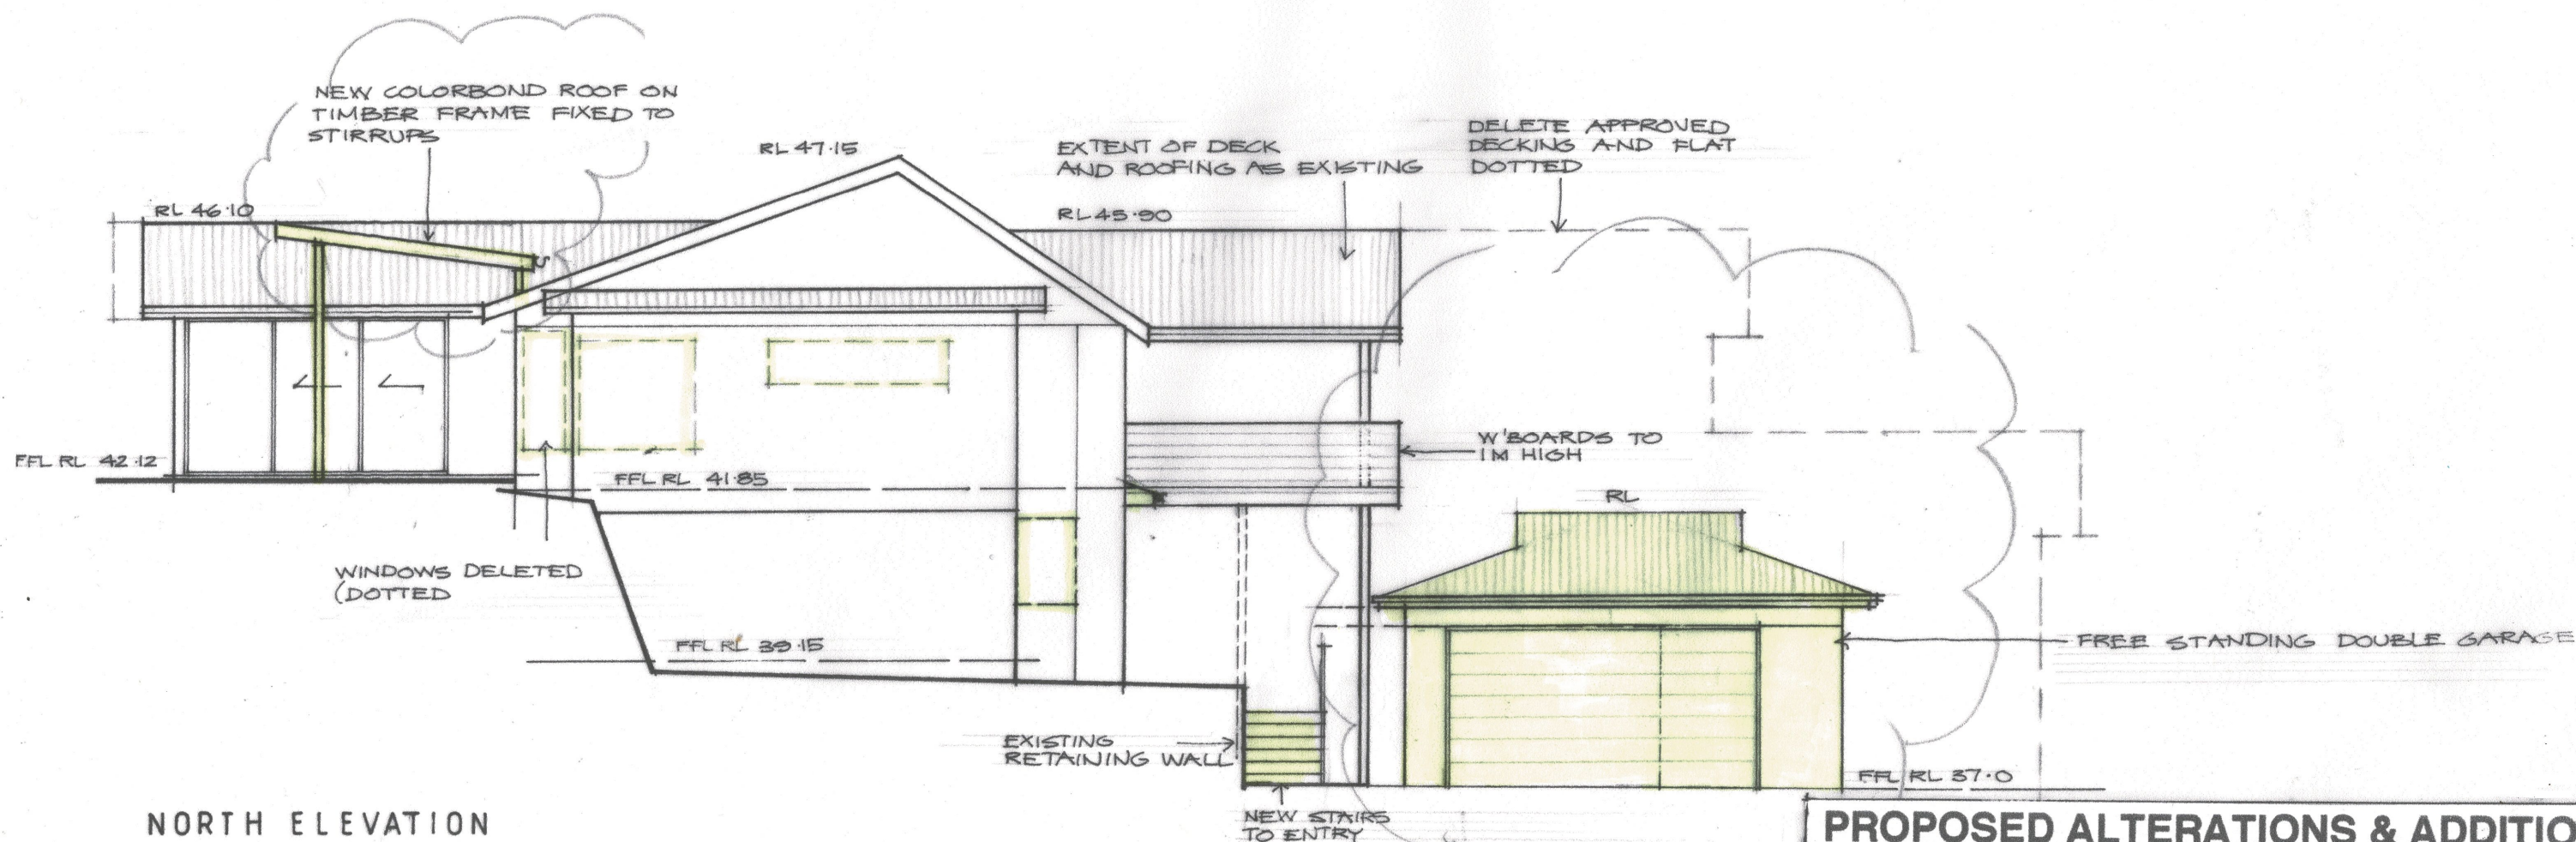 NEW COLORBOND ROOF ON
TIMBER FRAME FIXED TO
STIRRUPS
RL 47.15
EXTENT OF DECK
AND ROOFING AS EXISTING
DELETE APPROVED
DECKING AND FLAT
DOTTED
RL 46.10
RL 45.90
W'BOARDS TO
1M HIGH
FFL RL 42.12
FFL RL 41.85
RL
WINDOWS DELETED
(DOTTED
FFL RL 39.15
FREE STANDING DOUBLE GARAGE
EXISTING
RETAINING WALL
FFL RL 37.0
NEW STAIRS
TO ENTRY
NORTH ELEVATION
PROPOSED ALTERATIONS & ADDITIO